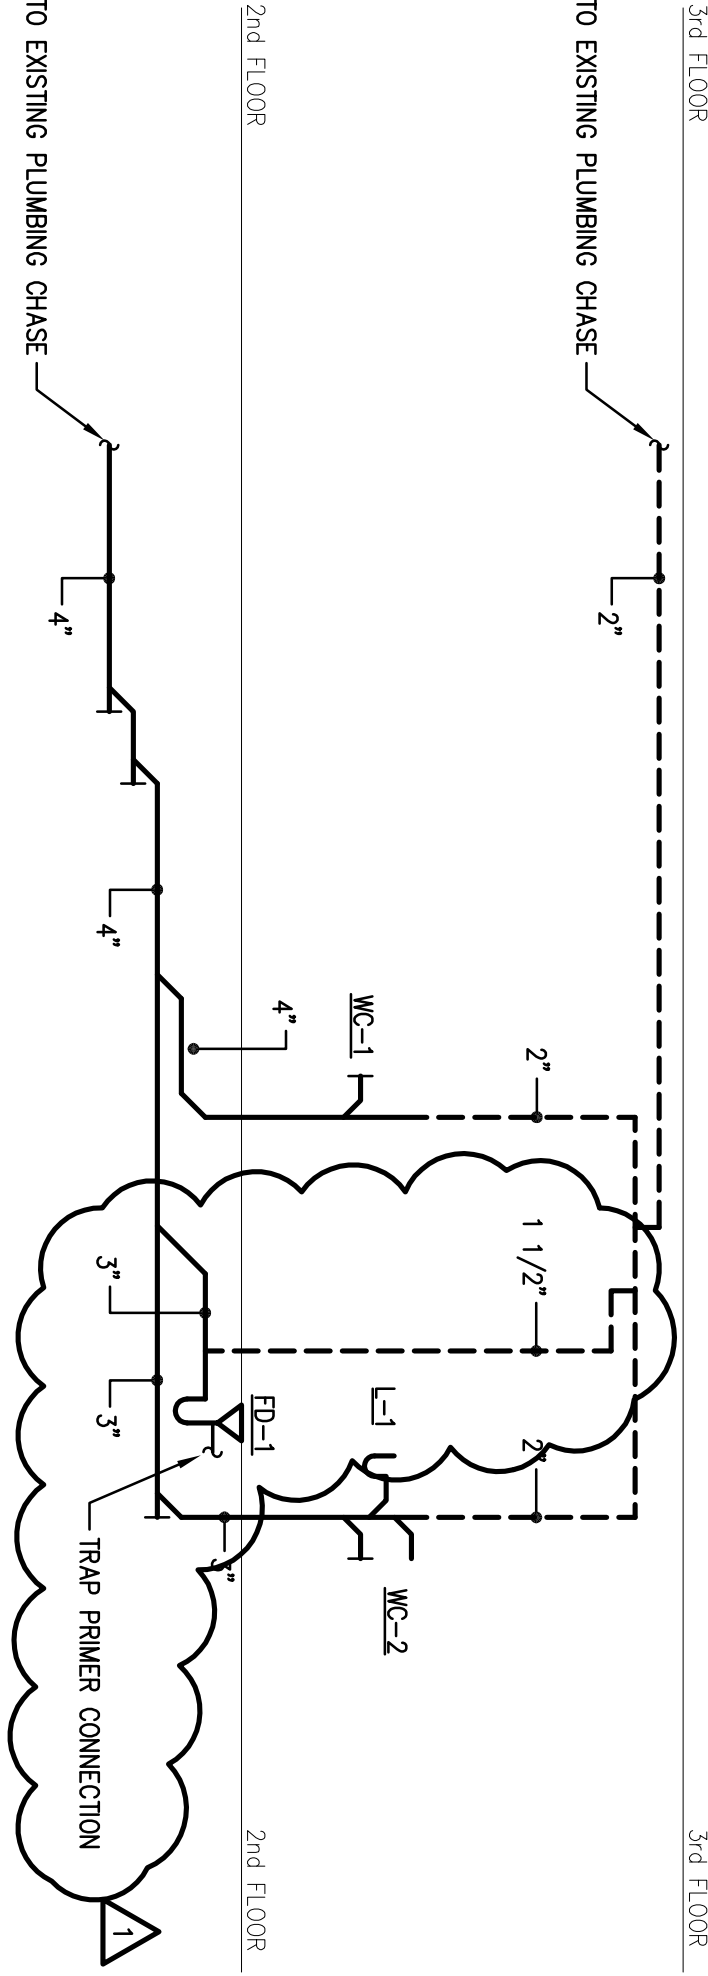 3rd FLOOR
3rd FLOOR
TO EXISTING PLUMBING CHASE
2"
2"
1 1/2"
2"
WC-1
L-1
WC-2
4"
FD-1
2nd FLOOR
2nd FLOOR
3"
3"
4"
4"
TRAP PRIMER CONNECTION
TO EXISTING PLUMBING CHASE
1